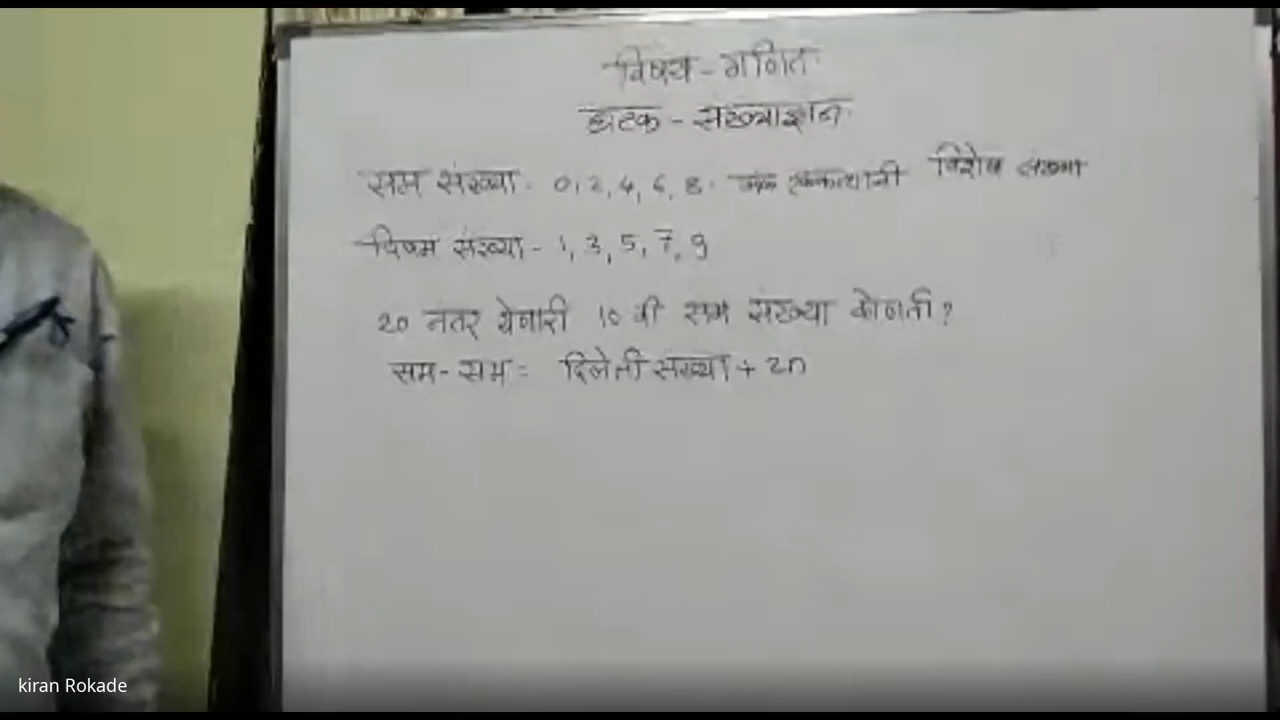 विषय - गणित
घटक - संख्याज्ञान
सम संख्या - 0, 2, 4, 6, 8. एककस्थानी
विषम संख्या - 1, 3, 5, 7, 9
20 नंतर येणारी 10 वी सम संख्या कोणती?
सम - सम = दिलेली संख्या + 2n
kiran Rokade